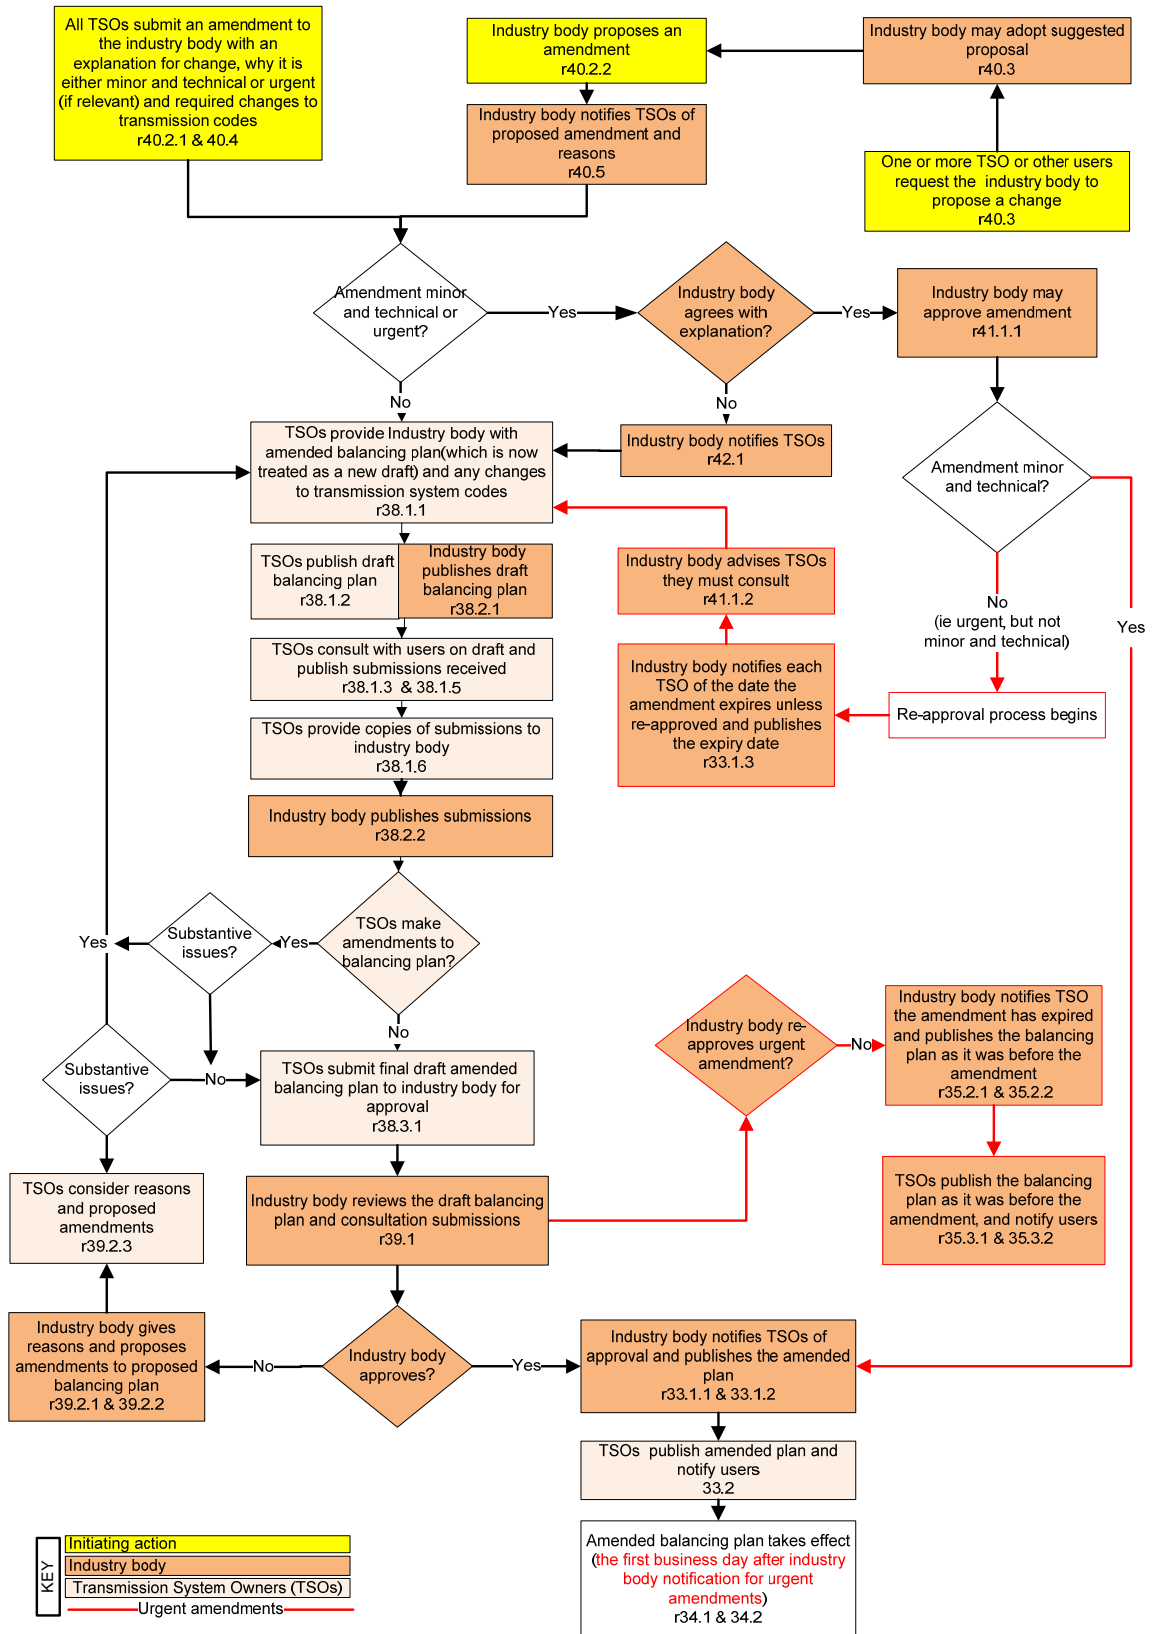 All TSOs submit an amendment to
the industry body with an
explanation for change, why it is
either minor and technical or urgent
(if relevant) and required changes to
transmission codes
r40.2.1 & 40.4
Industry body proposes an
amendment
r40.2.2
Industry body may adopt suggested
proposal
r40.3
Industry body notifies TSOs of
proposed amendment and
reasons
r40.5
One or more TSO or other users
request the industry body to
propose a change
r40.3
Amendment minor
and technical or
urgent?
Yes
Industry body
agrees with
explanation?
Yes
Industry body may
approve amendment
r41.1.1
No
No
TSOs provide Industry body with
amended balancing plan(which is now
treated as a new draft) and any changes
to transmission system codes
r38.1.1
Industry body notifies TSOs
r42.1
Amendment minor
and technical?
TSOs publish draft
balancing plan
r38.1.2
Industry body
publishes draft
balancing plan
r38.2.1
Industry body advises TSOs
they must consult
r41.1.2
No
(ie urgent, but not
minor and technical)
Yes
TSOs consult with users on draft and
publish submissions received
r38.1.3 & 38.1.5
Industry body notifies each
TSO of the date the
amendment expires unless
re-approved and publishes
the expiry date
r33.1.3
Re-approval process begins
TSOs provide copies of submissions to
industry body
r38.1.6
Industry body publishes submissions
r38.2.2
TSOs make
amendments to
balancing plan?
Yes
Substantive
issues?
Yes
No
Industry body re-
approves urgent
amendment?
No
Industry body notifies TSO
the amendment has expired
and publishes the balancing
plan as it was before the
amendment
r35.2.1 & 35.2.2
Substantive
issues?
No
TSOs submit final draft amended
balancing plan to industry body for
approval
r38.3.1
TSOs consider reasons
and proposed
amendments
r39.2.3
Industry body reviews the draft balancing
plan and consultation submissions
r39.1
TSOs publish the balancing
plan as it was before the
amendment, and notify users
r35.3.1 & 35.3.2
Industry body gives
reasons and proposes
amendments to proposed
balancing plan
r39.2.1 & 39.2.2
No
Industry body
approves?
Yes
Industry body notifies TSOs of
approval and publishes the amended
plan
r33.1.1 & 33.1.2
TSOs publish amended plan and
notify users
33.2
Amended balancing plan takes effect
(the first business day after industry
body notification for urgent
amendments)
r34.1 & 34.2
KEY
Initiating action
Industry body
Transmission System Owners (TSOs)
Urgent amendments